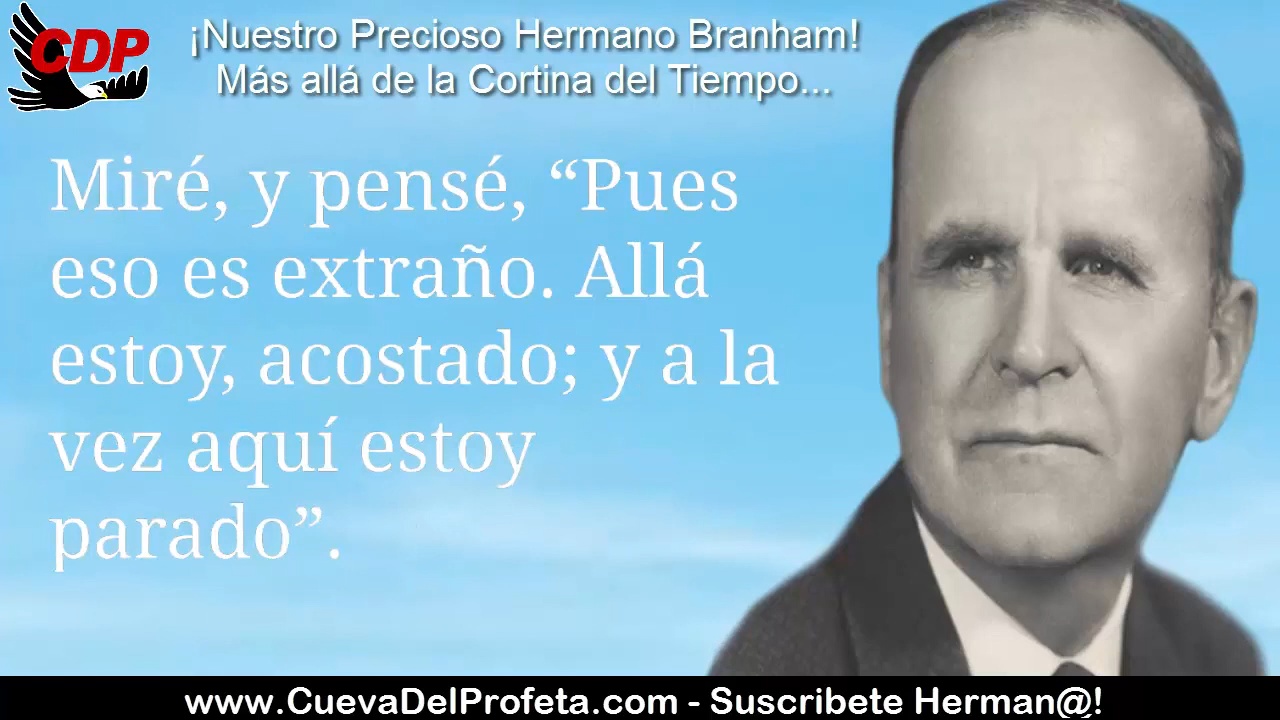 CDP
¡Nuestro Precioso Hermano Branham!
Más allá de la Cortina del Tiempo...
Miré, y pensé, “Pues
eso es extraño. Allá
estoy, acostado; y a la
vez aquí estoy
parado”.
www.CuevaDelProfeta.com - Suscribete Herman@!